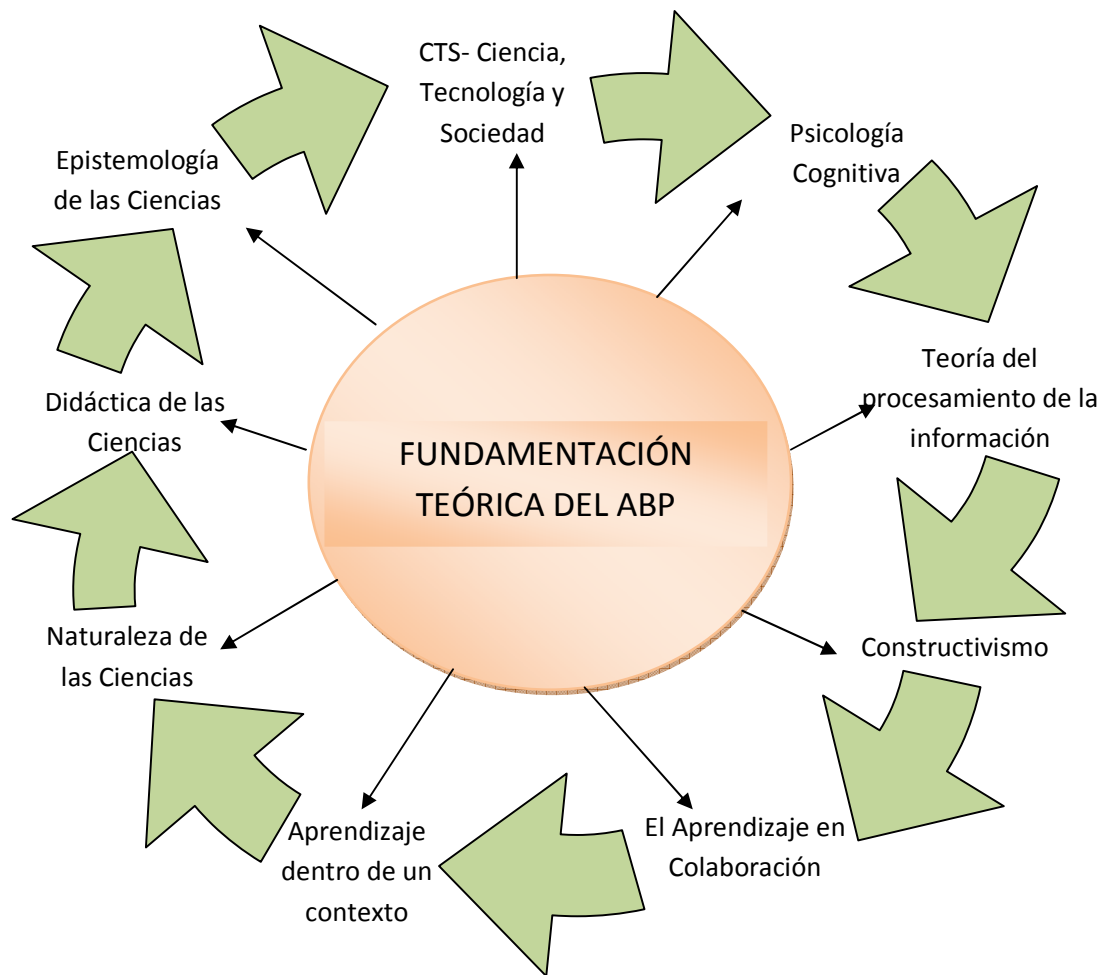 CTS- Ciencia,
Tecnología y
Sociedad
Psicología
Cognitiva
Teoría del
procesamiento de la
información
Constructivismo
El Aprendizaje en
Colaboración
Aprendizaje
dentro de un
contexto
Naturaleza de
las Ciencias
Didáctica de las
Ciencias
Epistemología
de las Ciencias
FUNDAMENTACIÓN
TEÓRICA DEL ABP